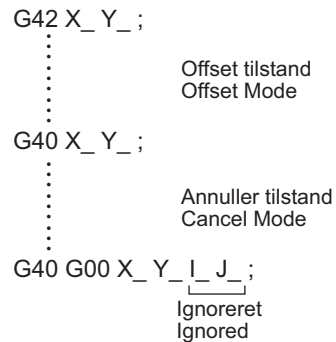 G42 X_ Y_ ;
Offset tilstand
Offset Mode
G40 X_ Y_ ;
Annuller tilstand
Cancel Mode
G40 G00 X_ Y_ I_ J_ ;
Ignoreret
Ignored